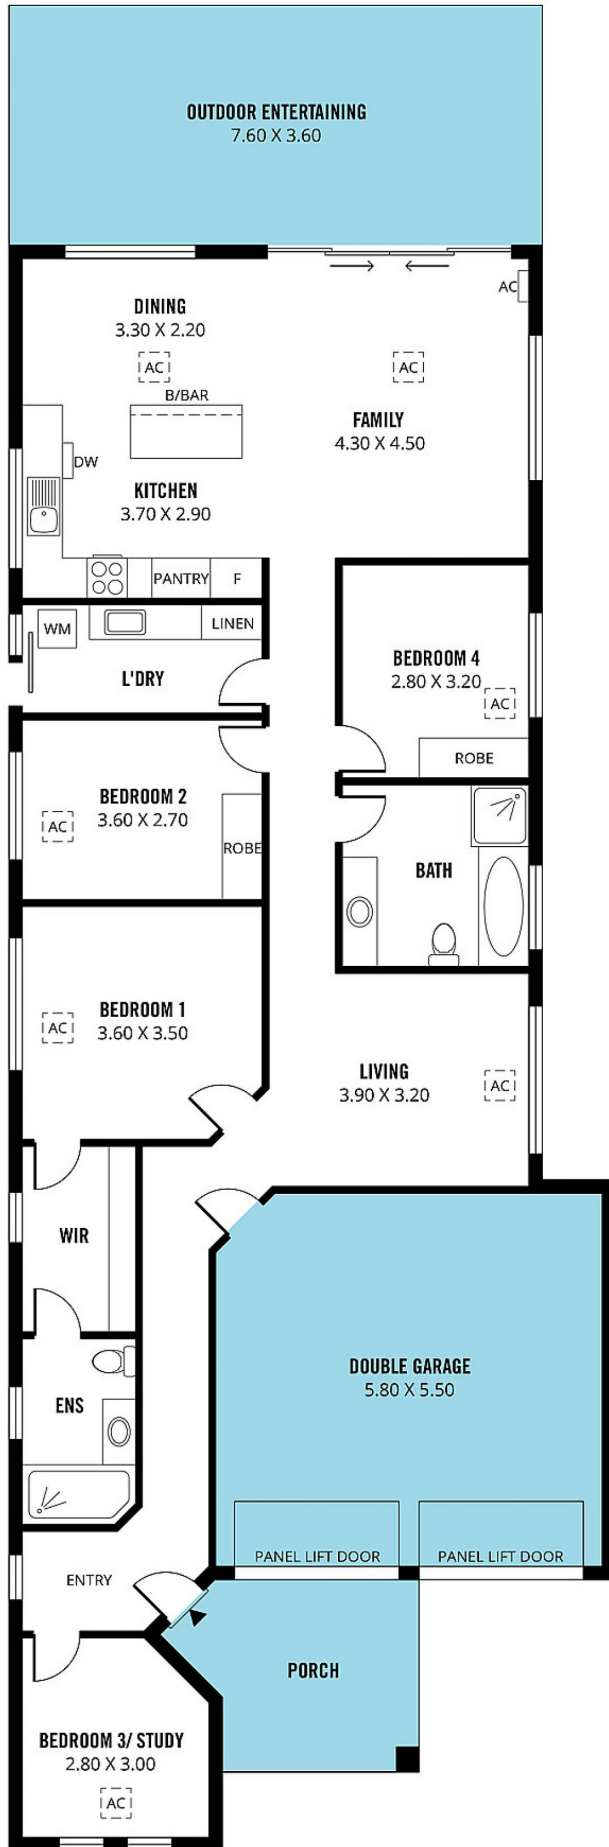 OUTDOOR ENTERTAINING
7.60 X 3.60
AC
DINING
3.30 X 2.20
AC
AC
B/BAR
FAMILY
4.30 X 4.50
DW
KITCHEN
3.70 X 2.90
PANTRY
F
WM
LINEN
L'DRY
BEDROOM 4
2.80 X 3.20
AC
ROBE
BEDROOM 2
3.60 X 2.70
AC
ROBE
BATH
BEDROOM 1
3.60 X 3.50
AC
LIVING
3.90 X 3.20
AC
WIR
DOUBLE GARAGE
5.80 X 5.50
ENS
PANEL LIFT DOOR
PANEL LIFT DOOR
ENTRY
PORCH
BEDROOM 3/ STUDY
2.80 X 3.00
AC